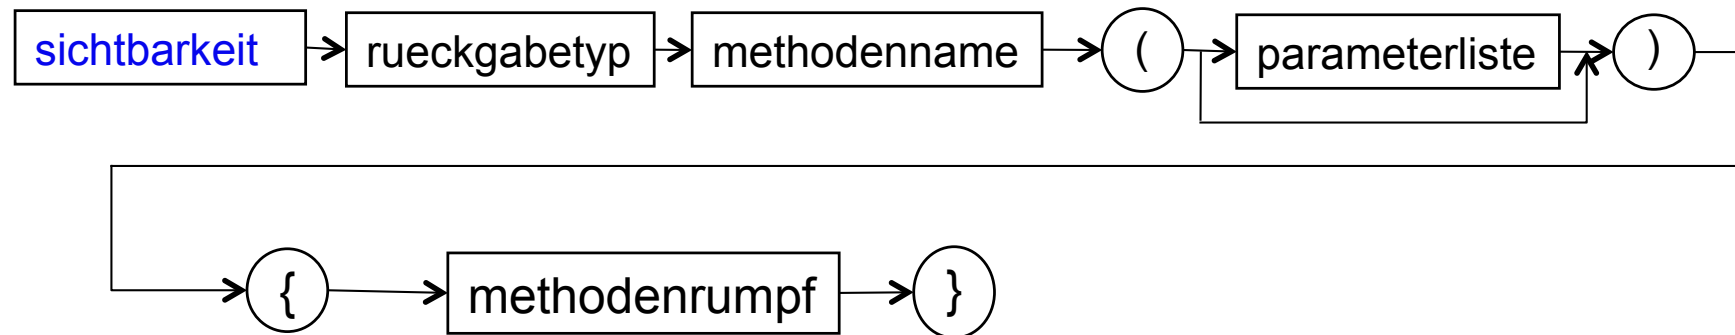 sichtbarkeit rueckgabetyp methodenname ( parameterliste )
{ methodenrumpf }